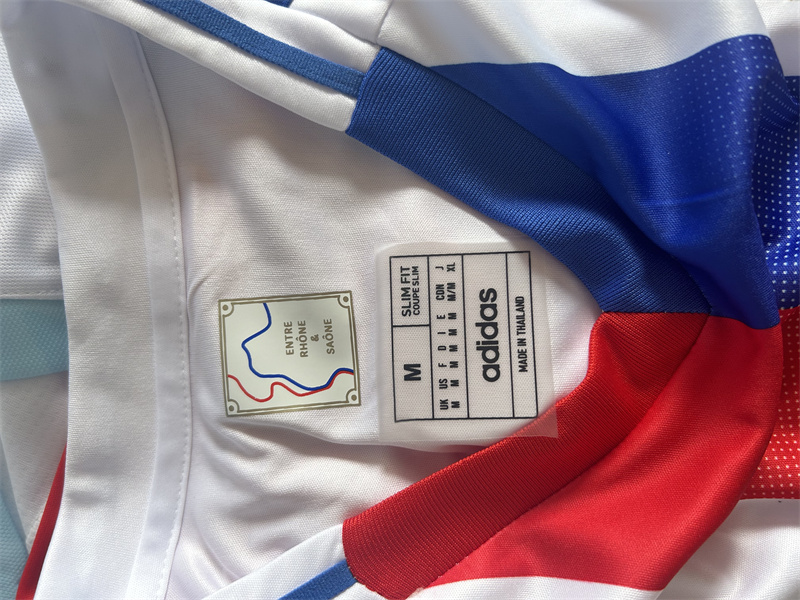 ENTRE
RHÔNE
&
SAÔNE
M
SLIM FIT
COUPE SLIM
UK US F D I E CON J
M M M M M M M/M XL
adidas
MADE IN THAILAND